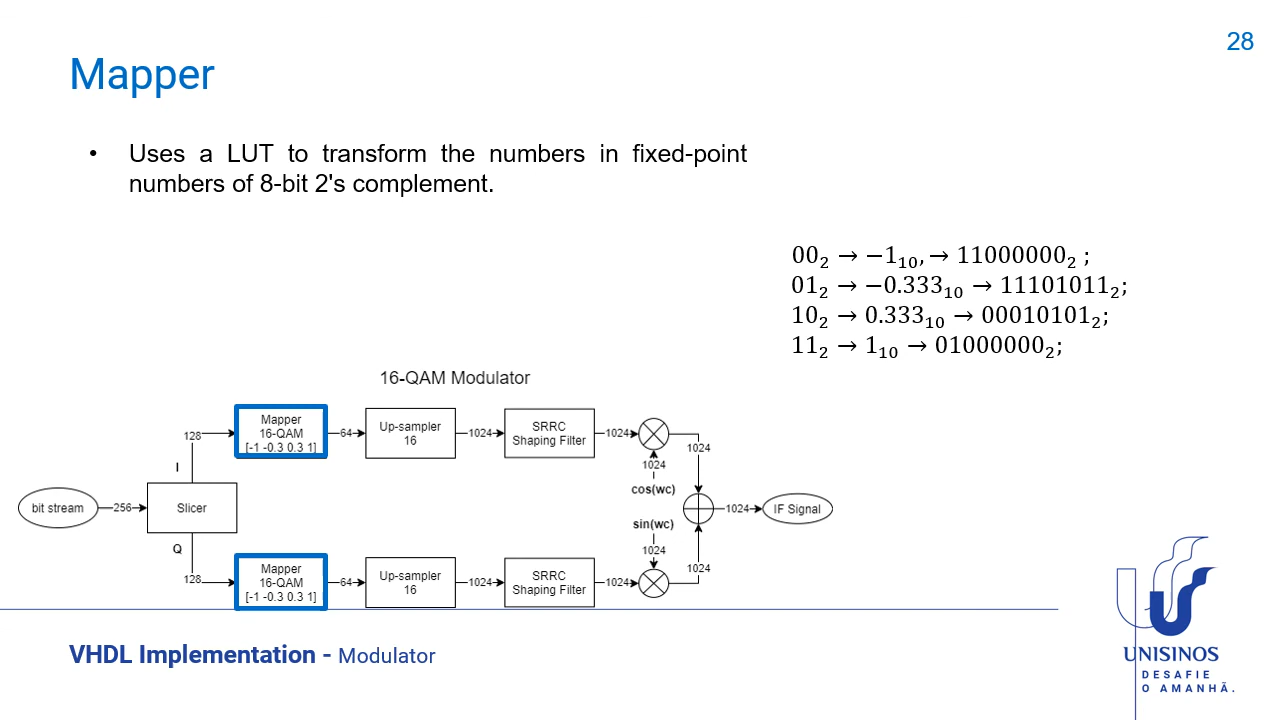 28
Mapper
• Uses a LUT to transform the numbers in fixed-point
numbers of 8-bit 2's complement.
00₂ → −1₁₀, → 11000000₂ ;
01₂ → −0.333₁₀ → 11101011₂;
10₂ → 0.333₁₀ → 00010101₂;
11₂ → 1₁₀ → 01000000₂;
16-QAM Modulator
128
Mapper
16-QAM
[-1 -0.3 0.3 1]
64
Up-sampler
16
1024
SRRC
Shaping Filter
1024
1024
1024
cos(wc)
I
bit stream
256
Slicer
1024
IF Signal
Q
sin(wc)
1024
1024
128
Mapper
16-QAM
[-1 -0.3 0.3 1]
64
Up-sampler
16
1024
SRRC
Shaping Filter
1024
VHDL Implementation - Modulator
UNISINOS
DESAFIE
O AMANHÃ.